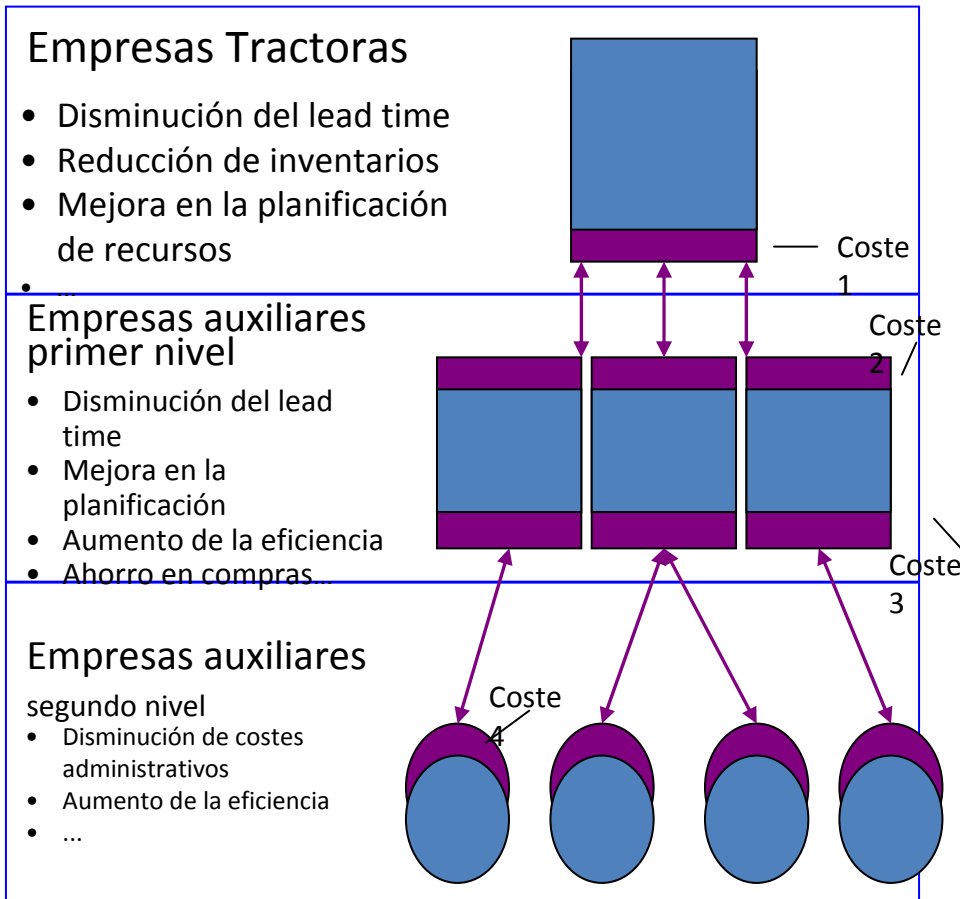 Empresas Tractoras
• Disminución del lead time
• Reducción de inventarios
• Mejora en la planificación
de recursos
• ...
Coste
1
Empresas auxiliares
primer nivel
• Disminución del lead
time
• Mejora en la
planificación
• Aumento de la eficiencia
• Ahorro en compras...
Coste
2
Coste
3
Empresas auxiliares
segundo nivel
• Disminución de costes
administrativos
• Aumento de la eficiencia
• ...
Coste
4